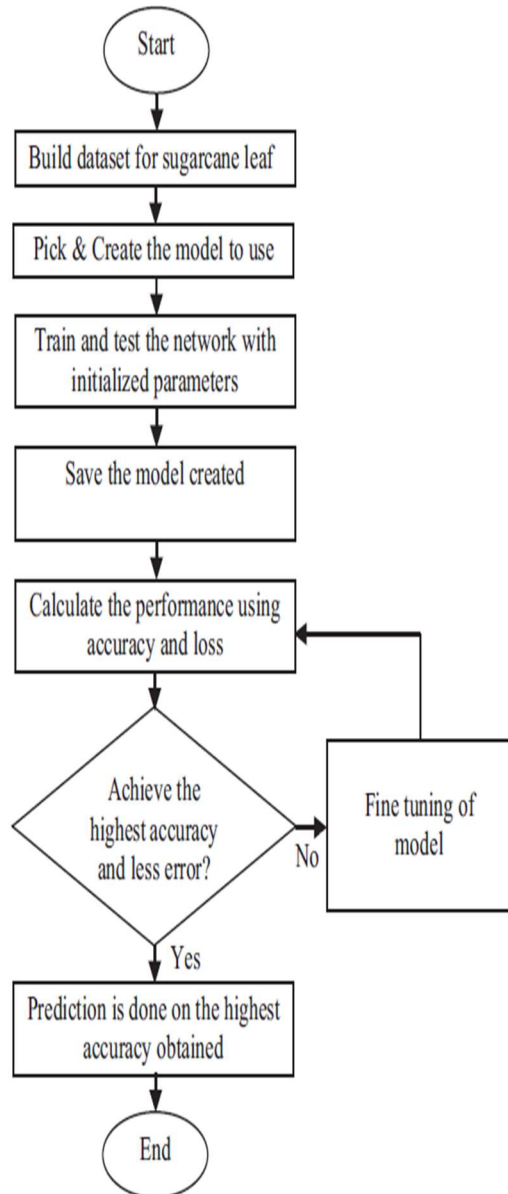 Start
Build dataset for sugarcane leaf
Pick & Create the model to use
Train and test the network with
initialized parameters
Save the model created
Calculate the performance using
accuracy and loss
Achieve the
highest accuracy
and less error?
No
Fine tuning of
model
Yes
Prediction is done on the highest
accuracy obtained
End